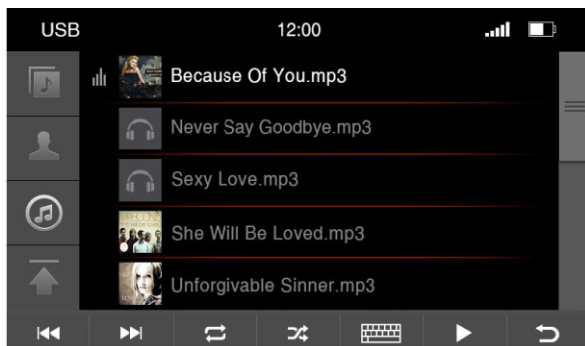 USB 12:00
Because Of You.mp3
Never Say Goodbye.mp3
Sexy Love.mp3
She Will Be Loved.mp3
Unforgivable Sinner.mp3